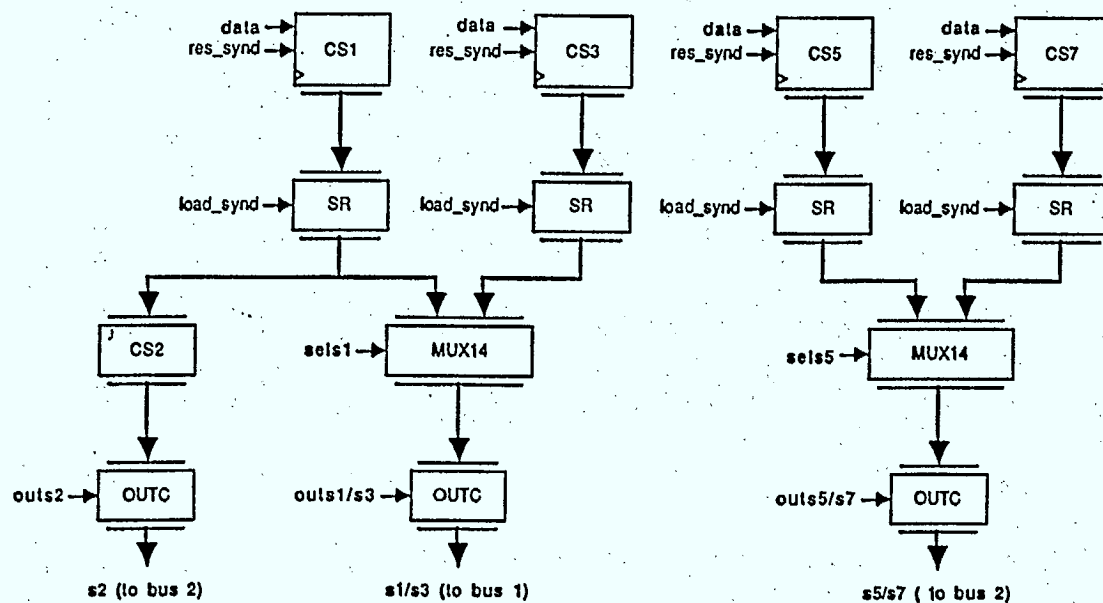 data data data data
res_synd CS1 res_synd CS3 res_synd CS5 res_synd CS7
load_synd SR load_synd SR load_synd SR load_synd SR
CS2 sels1 MUX14 sels5 MUX14
outs2 OUTC outs1/s3 OUTC outs5/s7 OUTC
s2 (to bus 2) s1/s3 (to bus 1) s5/s7 ( to bus 2)